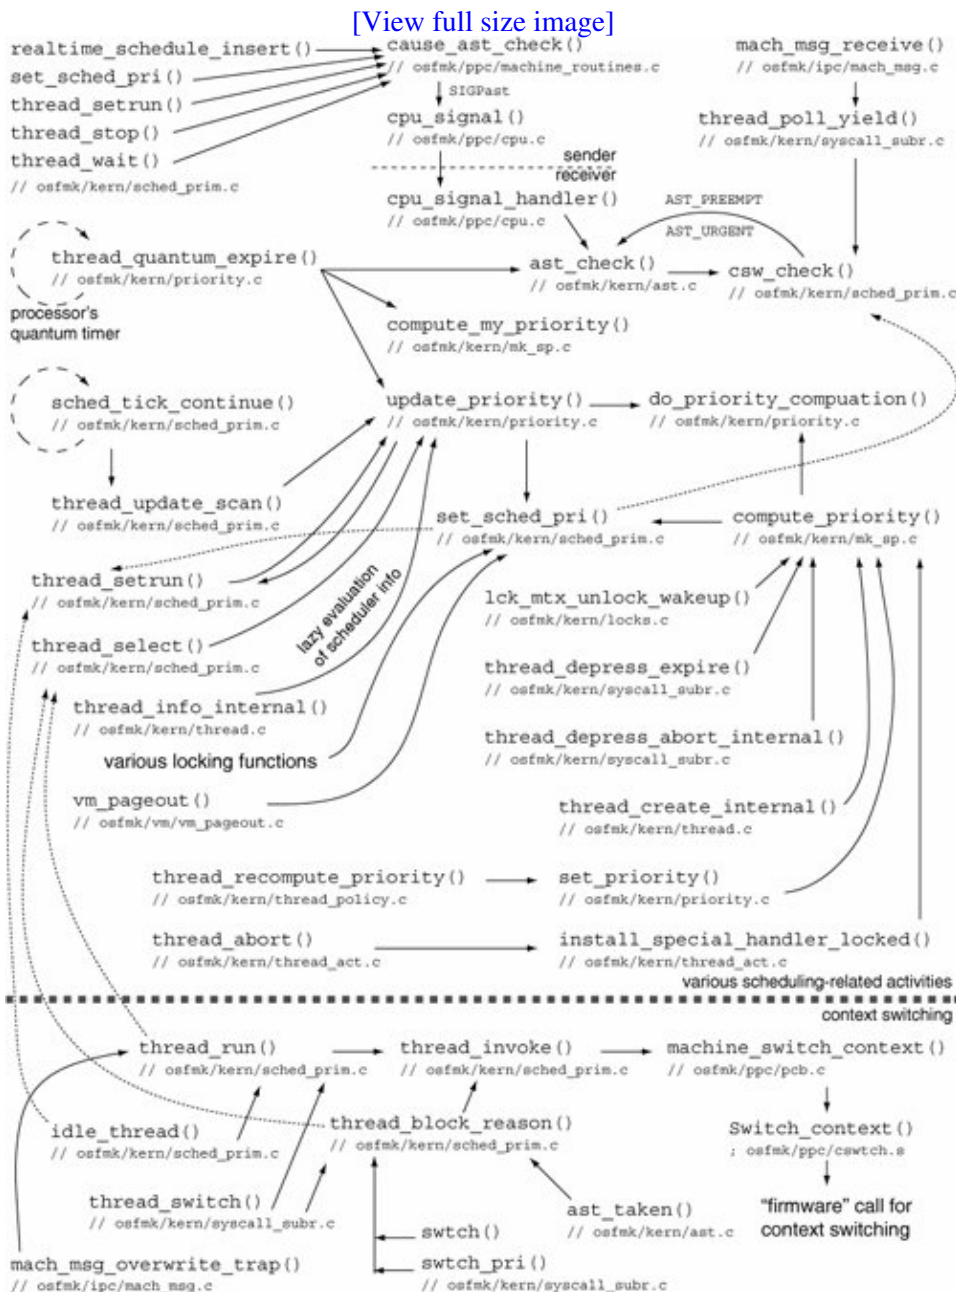 [View full size image]
realtime_schedule_insert()
cause_ast_check()
mach_msg_receive()
// osfmk/ppc/machine_routines.c
// osfmk/ipc/mach_msg.c
set_sched_pri()
SIGPast
thread_setrun()
cpu_signal()
thread_poll_yield()
// osfmk/ppc/cpu.c
// osfmk/kern/syscall_subr.c
thread_stop()
thread_wait()
sender
receiver
// osfmk/kern/sched_prim.c
cpu_signal_handler()
// osfmk/ppc/cpu.c
AST_PREEMPT
AST_URGENT
thread_quantum_expire()
// osfmk/kern/priority.c
ast_check()
// osfmk/kern/ast.c
csw_check()
// osfmk/kern/sched_prim.c
processor's
quantum timer
compute_my_priority()
// osfmk/kern/mk_sp.c
sched_tick_continue()
// osfmk/kern/sched_prim.c
update_priority()
// osfmk/kern/priority.c
do_priority_compuation()
// osfmk/kern/priority.c
thread_update_scan()
// osfmk/kern/sched_prim.c
set_sched_pri()
// osfmk/kern/sched_prim.c
compute_priority()
// osfmk/kern/mk_sp.c
thread_setrun()
// osfmk/kern/sched_prim.c
lck_mtx_unlock_wakeup()
// osfmk/kern/locks.c
lazy evaluation
of scheduler info
thread_select()
// osfmk/kern/sched_prim.c
thread_depress_expire()
// osfmk/kern/syscall_subr.c
thread_info_internal()
// osfmk/kern/thread.c
thread_depress_abort_internal()
// osfmk/kern/syscall_subr.c
various locking functions
vm_pageout()
// osfmk/vm/vm_pageout.c
thread_create_internal()
// osfmk/kern/thread.c
thread_recompute_priority()
// osfmk/kern/thread_policy.c
set_priority()
// osfmk/kern/priority.c
thread_abort()
// osfmk/kern/thread_act.c
install_special_handler_locked()
// osfmk/kern/thread_act.c
various scheduling-related activities
context switching
thread_run()
// osfmk/kern/sched_prim.c
thread_invoke()
// osfmk/kern/sched_prim.c
machine_switch_context()
// osfmk/ppc/pcb.c
idle_thread()
// osfmk/kern/sched_prim.c
thread_block_reason()
// osfmk/kern/sched_prim.c
Switch_context()
; osfmk/ppc/cswtch.s
thread_switch()
// osfmk/kern/syscall_subr.c
ast_taken()
// osfmk/kern/ast.c
"firmware" call for
context switching
swtch()
mach_msg_overwrite_trap()
// osfmk/ipc/mach_msg.c
swtch_pri()
// osfmk/kern/syscall_subr.c